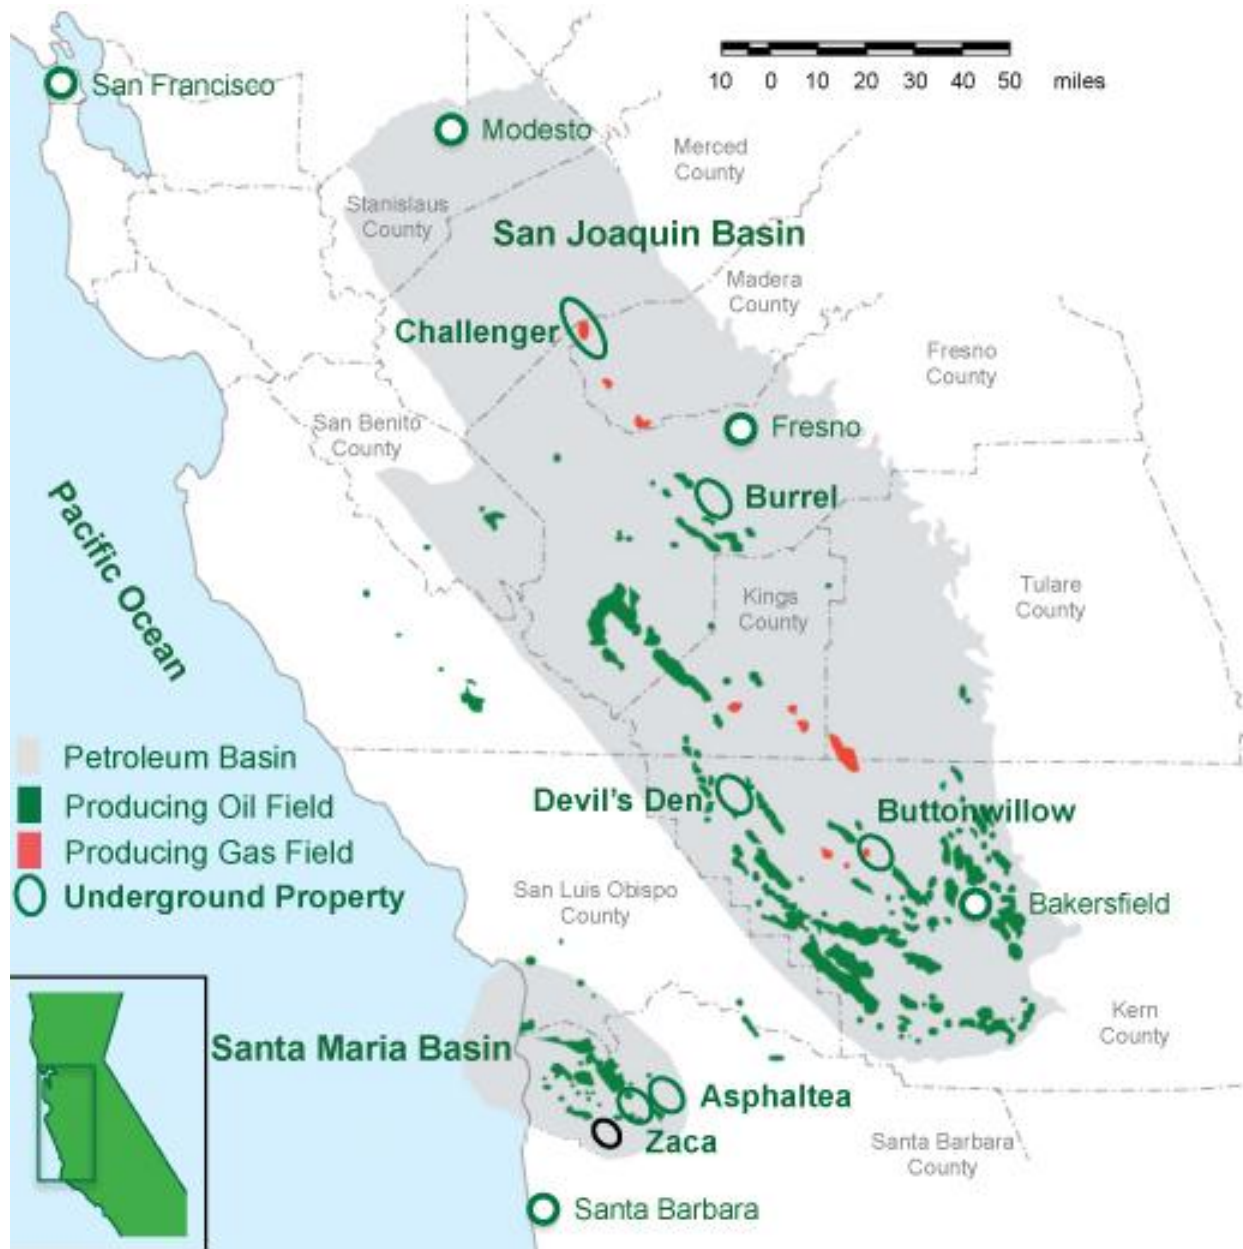 San Francisco
Modesto
10 0 10 20 30 40 50 miles
Merced
County
Stanislaus
County
San Joaquin Basin
Madera
County
Challenger
Fresno
County
San Benito
County
Fresno
Pacific Ocean
Burrel
Kings
County
Tulare
County
Petroleum Basin
Producing Oil Field
Producing Gas Field
Underground Property
Devil's Den
Buttonwillow
San Luis Obispo
County
Bakersfield
Kern
County
Santa Maria Basin
Asphaltea
Zaca
Santa Barbara
County
Santa Barbara